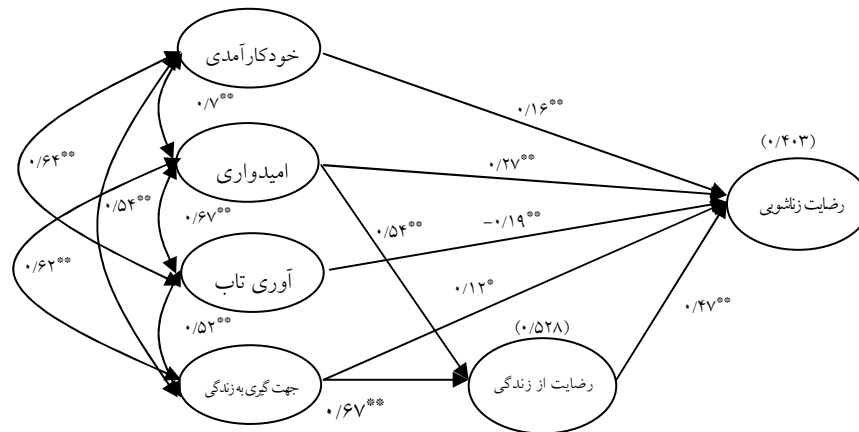 خودکارآمدی
۰/۷**
۰/۱۶**
(۰/۴۰۳)
۰/۶۴**
امیدواری
۰/۲۷**
رضایت زناشویی
۰/۵۴**
۰/۶۷**
۰/۵۴**
−۰/۱۹**
آوری تاب
۰/۶۲**
۰/۱۲*
۰/۵۲**
(۰/۵۲۸)
۰/۴۷**
جهت گیری به زندگی
رضایت از زندگی
۰/۶۷**